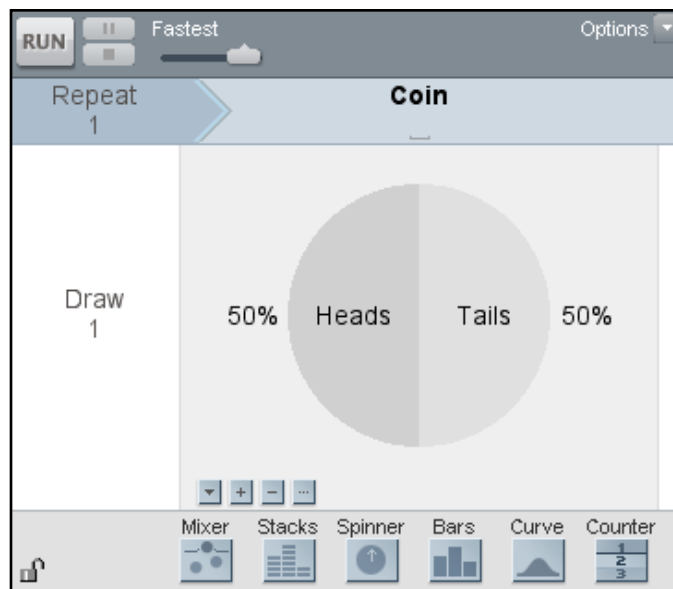 RUN
Fastest
Options
Repeat
1
Coin
Draw
1
50%
Heads
Tails
50%
Mixer Stacks Spinner Bars Curve Counter
1
2
3